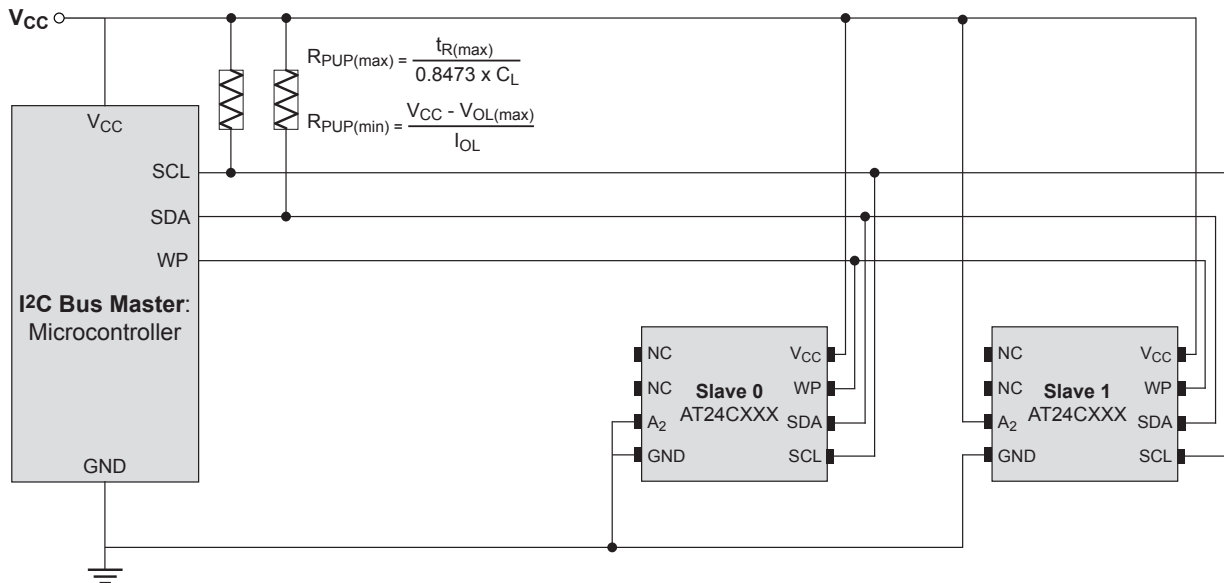 VCC
RPUP(max) = tR(max)
0.8473 x CL
RPUP(min) = VCC - VOL(max)
IOL
VCC
SCL
SDA
WP
I2C Bus Master:
Microcontroller
GND
NC
NC
A2
GND
Slave 0
AT24CXXX
VCC
WP
SDA
SCL
NC
NC
A2
GND
Slave 1
AT24CXXX
VCC
WP
SDA
SCL